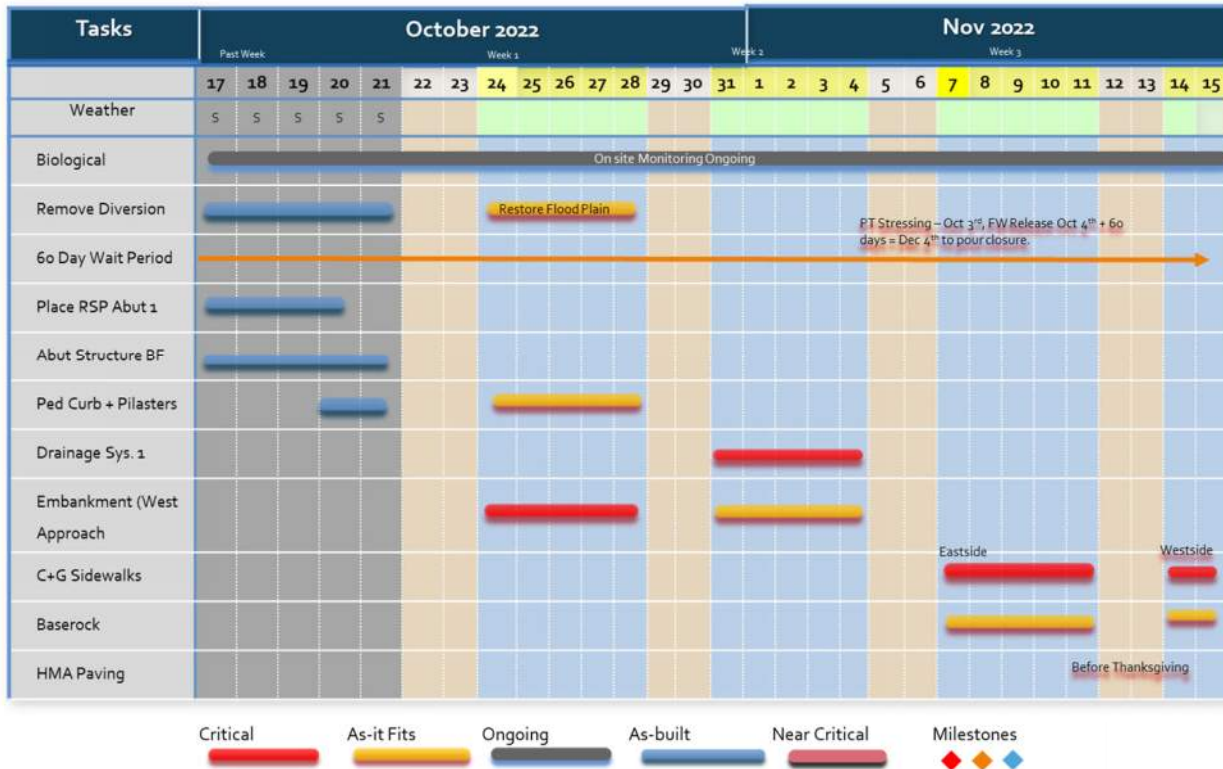 Tasks
October 2022
Nov 2022
Past Week
Week 1
Week 2
Week 3
17 18 19 20 21 22 23 24 25 26 27 28 29 30 31 1 2 3 4 5 6 7 8 9 10 11 12 13 14 15
Weather
S S S S S
Biological
On site Monitoring Ongoing
Remove Diversion
Restore Flood Plain
PT Stressing – Oct 3rd, FW Release Oct 4th + 60
days = Dec 4th to pour closure.
60 Day Wait Period
Place RSP Abut 1
Abut Structure BF
Ped Curb + Pilasters
Drainage Sys. 1
Embankment (West
Approach
Eastside
Westside
C+G Sidewalks
Baserock
HMA Paving
Before Thanksgiving
Critical
As-it Fits
Ongoing
As-built
Near Critical
Milestones